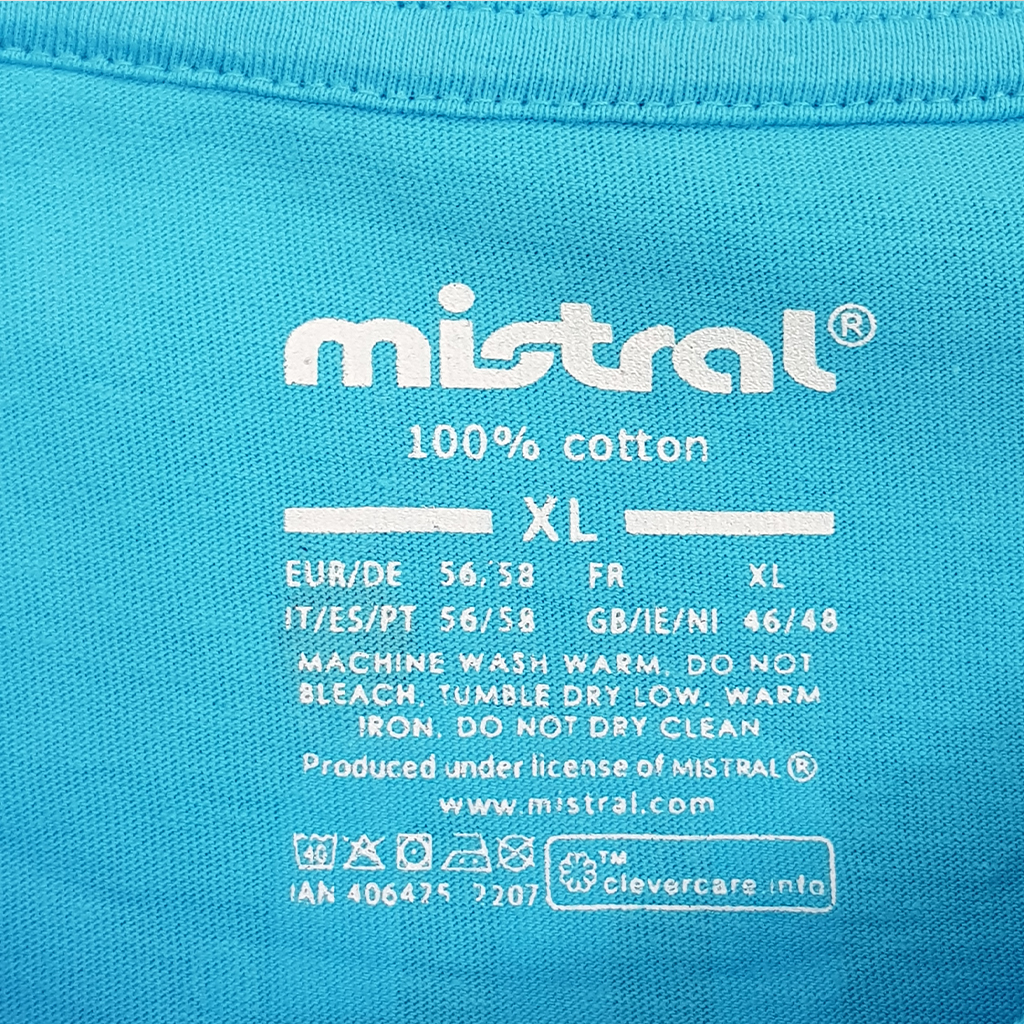 mistral®
100% cotton
XL
EUR/DE 56/58 FR XL
IT/ES/PT 56/58 GB/IE/NI 46/48
MACHINE WASH WARM. DO NOT
BLEACH. TUMBLE DRY LOW. WARM
IRON. DO NOT DRY CLEAN
Produced under license of MISTRAL®
www.mistral.com
40
TM
clevercare.info
IAN 406425 2207